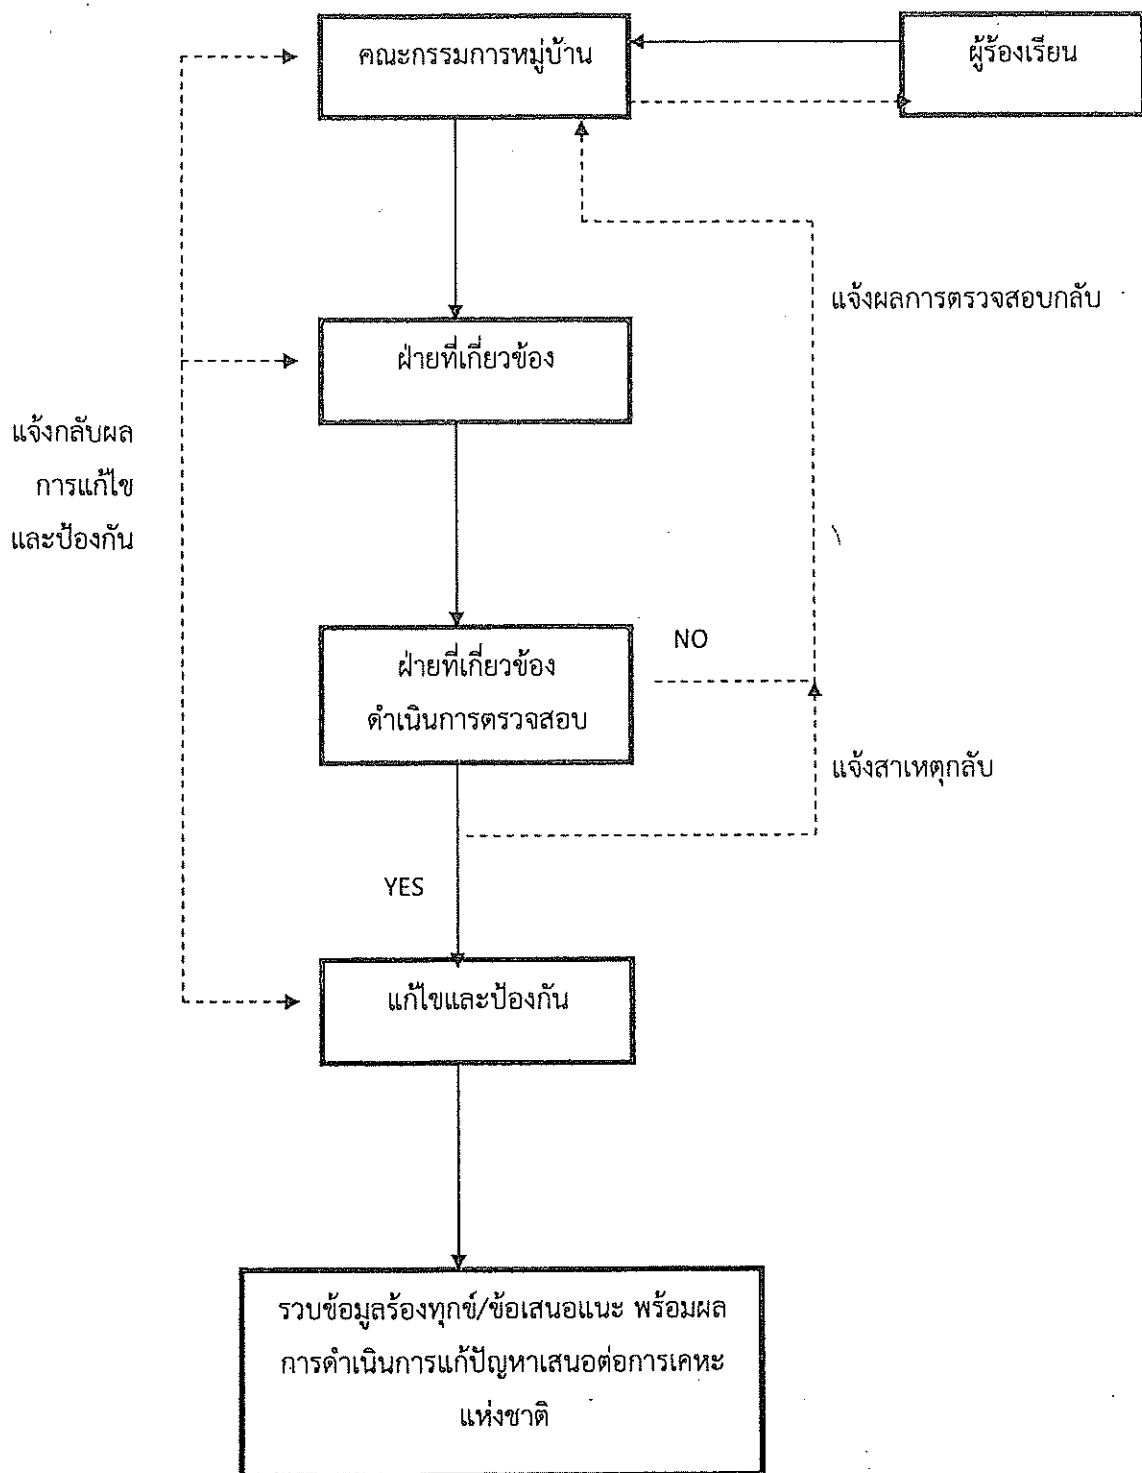 คณะกรรมการหมู่บ้าน
ผู้ร้องเรียน
แจ้งผลการตรวจสอบกลับ
ฝ่ายที่เกี่ยวข้อง
แจ้งกลับผล
การแก้ไข
และป้องกัน
ฝ่ายที่เกี่ยวข้อง
ดำเนินการตรวจสอบ
NO
แจ้งสาเหตุกลับ
YES
แก้ไขและป้องกัน
รวบข้อมูลร้องทุกข์/ข้อเสนอแนะ พร้อมผล
การดำเนินการแก้ปัญหาเสนอต่อการเคหะ
แห่งชาติ